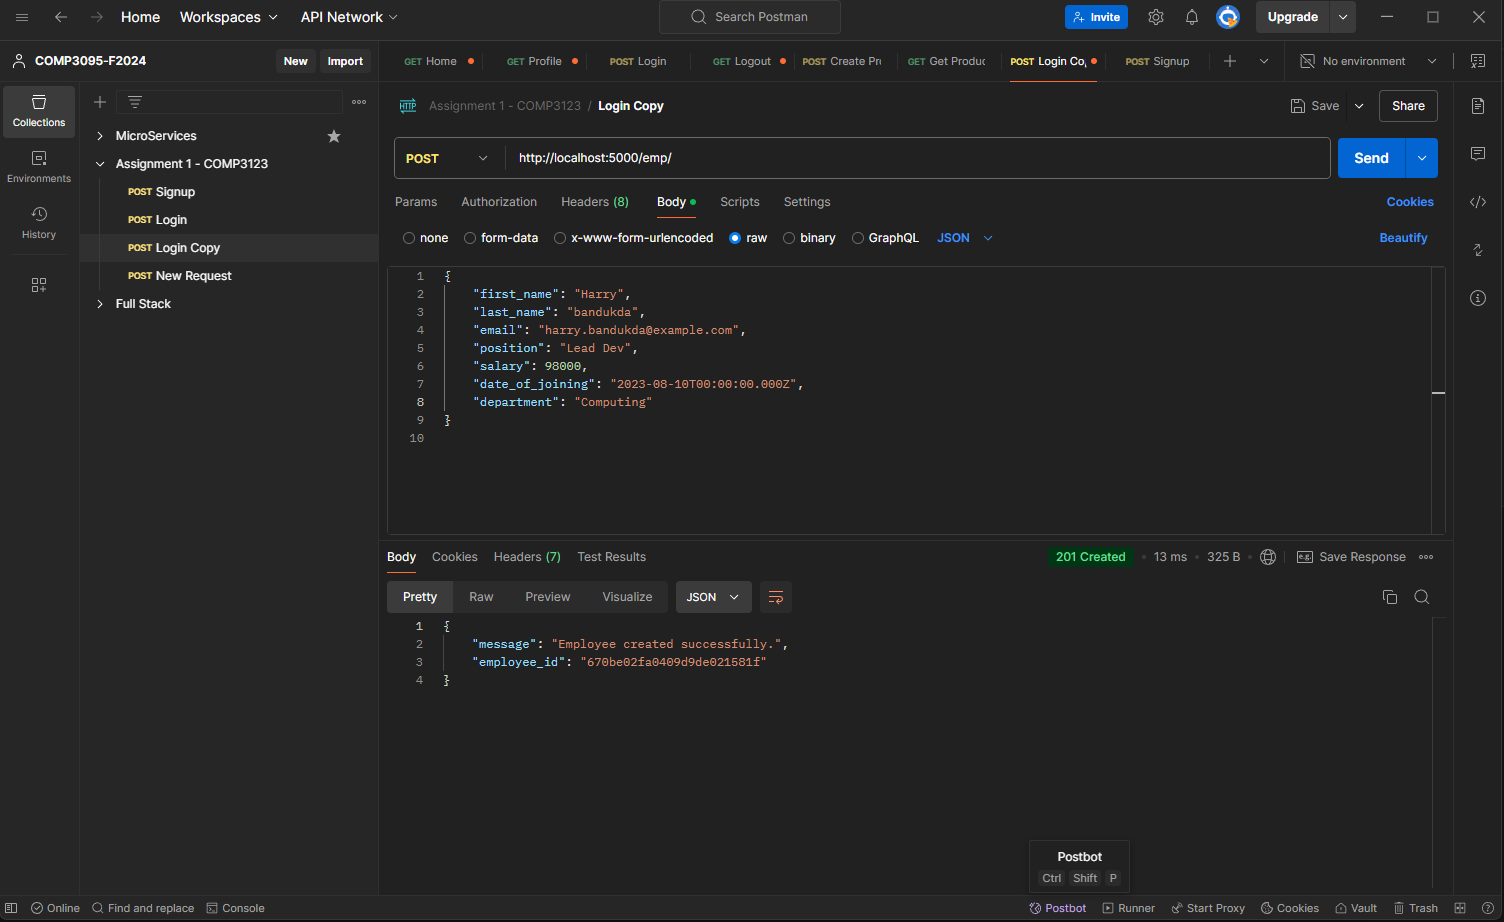 Home Workspaces API Network Search Postman Invite Upgrade
COMP3095-F2024 New Import
GET Home GET Profile POST Login GET Logout POST Create Pr GET Get Produc POST Login Co POST Signup No environment
Collections
Environments
History
MicroServices
Assignment 1 - COMP3123
POST Signup
POST Login
POST Login Copy
POST New Request
Full Stack
HTTP Assignment 1 - COMP3123 / Login Copy Save Share
POST http://localhost:5000/emp/ Send
Params Authorization Headers (8) Body Scripts Settings Cookies
none form-data x-www-form-urlencoded raw binary GraphQL JSON Beautify
1 {
2 "first_name": "Harry",
3 "last_name": "bandukda",
4 "email": "harry.bandukda@example.com",
5 "position": "Lead Dev",
6 "salary": 98000,
7 "date_of_joining": "2023-08-10T00:00:00.000Z",
8 "department": "Computing"
9 }
10
Body Cookies Headers (7) Test Results 201 Created 13 ms 325 B e.g. Save Response
Pretty Raw Preview Visualize JSON
1 {
2 "message": "Employee created successfully.",
3 "employee_id": "670be02fa0409d9de021581f"
4 }
Postbot
Ctrl Shift P
Online Find and replace Console Postbot Runner Start Proxy Cookies Vault Trash